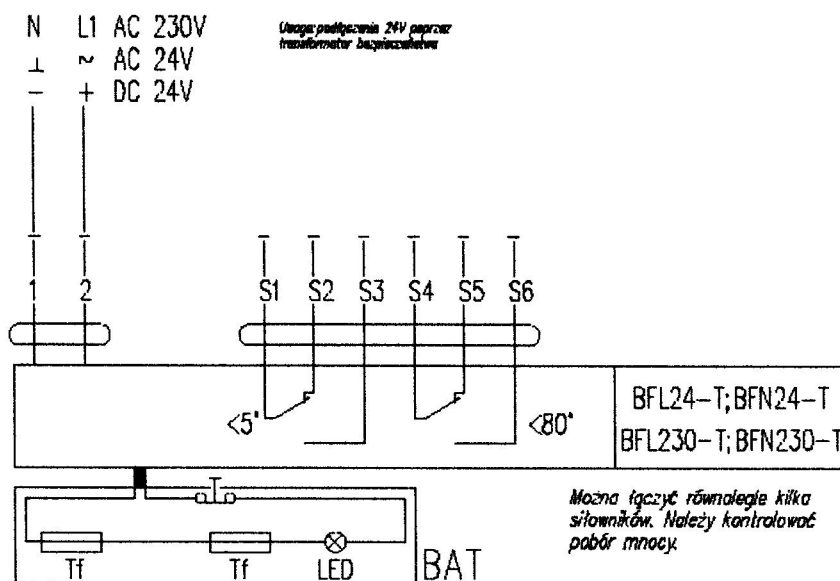 N L1 AC 230V
⊥ ~ AC 24V
− + DC 24V
Uwaga:podłączenie 24V poprzez
transformator bezpieczeństwa
1 2 S1 S2 S3 S4 S5 S6
<5° <80°
BFL24-T;BFN24-T
BFL230-T;BFN230-T
Można łączyć równolegle kilka
siłowników. Należy kontrolować
pobór mnocy.
Tf Tf LED BAT